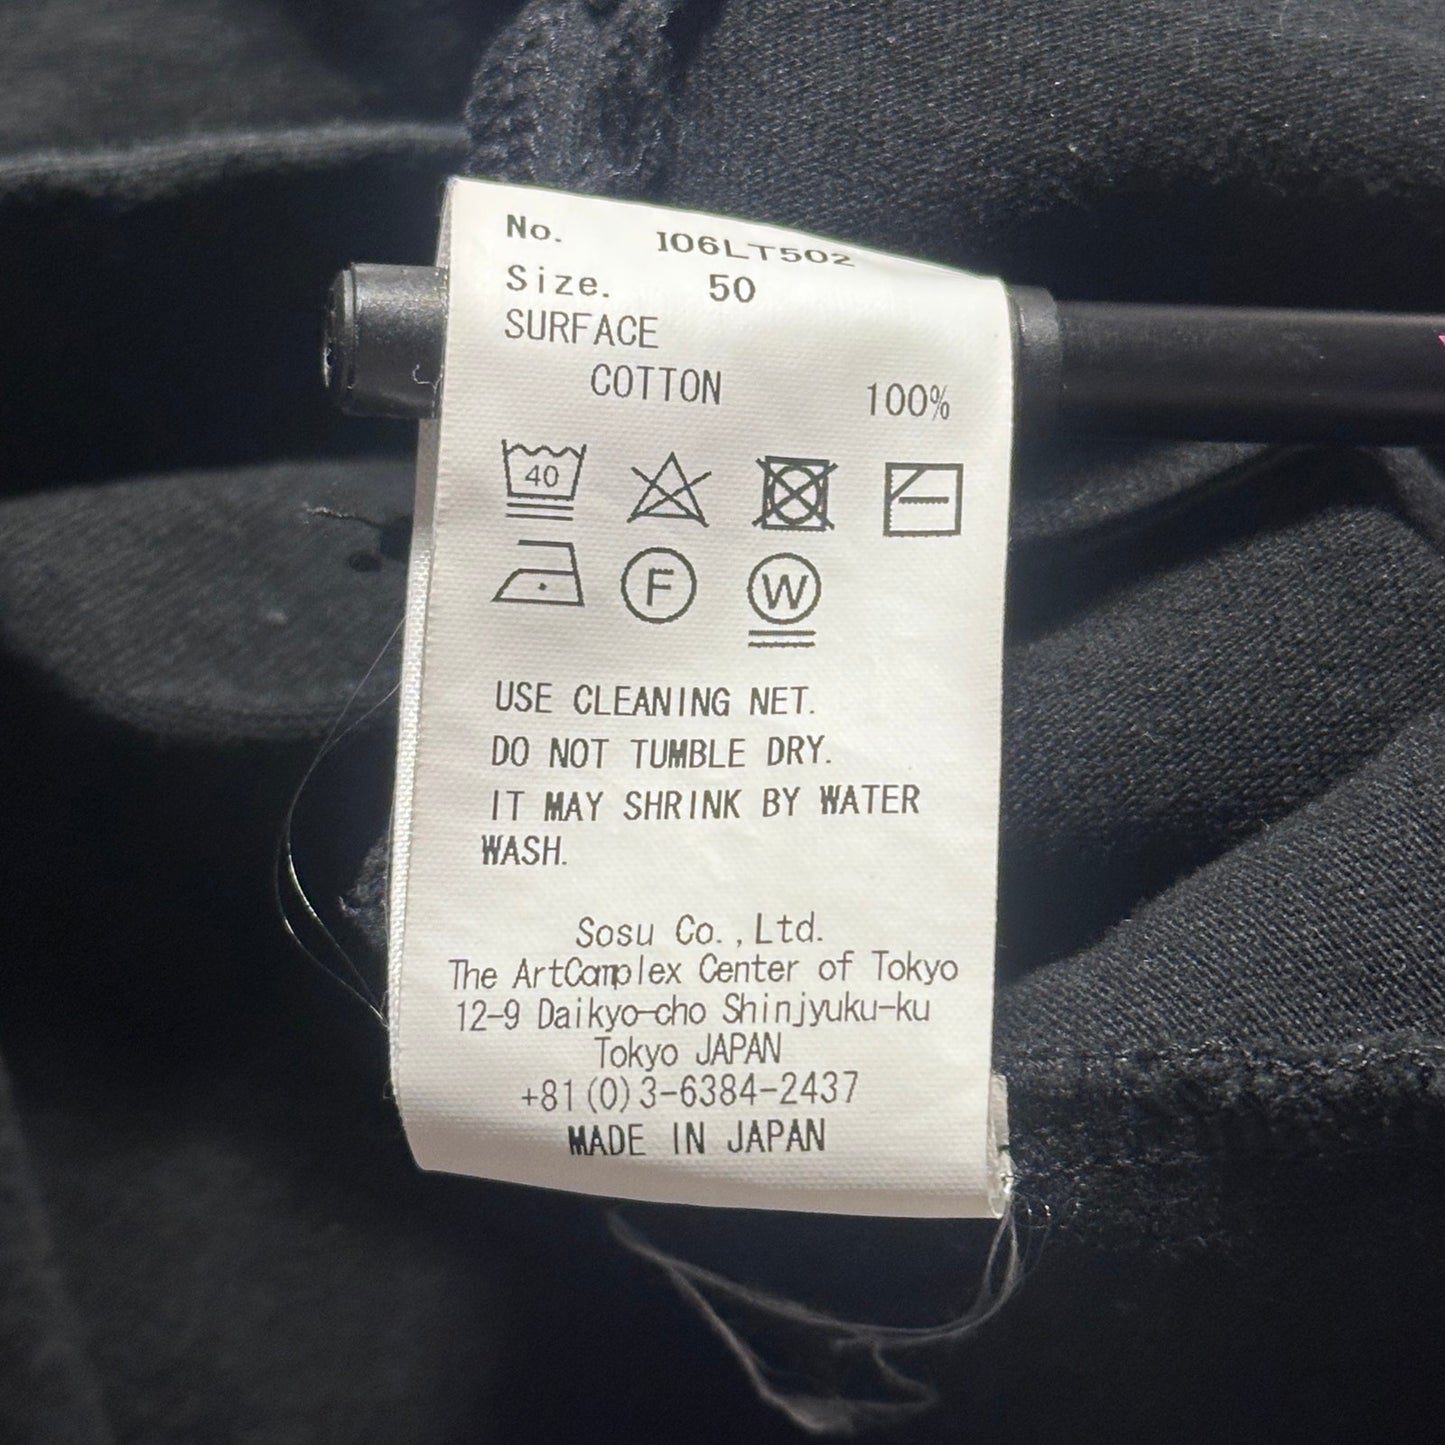 No. I06LT502
Size. 50
SURFACE
COTTON 100%
40
F W
USE CLEANING NET.
DO NOT TUMBLE DRY.
IT MAY SHRINK BY WATER
WASH.
Sosu Co.,Ltd.
The ArtComplex Center of Tokyo
12-9 Daikyo-cho Shinjyuku-ku
Tokyo JAPAN
+81(0)3-6384-2437
MADE IN JAPAN